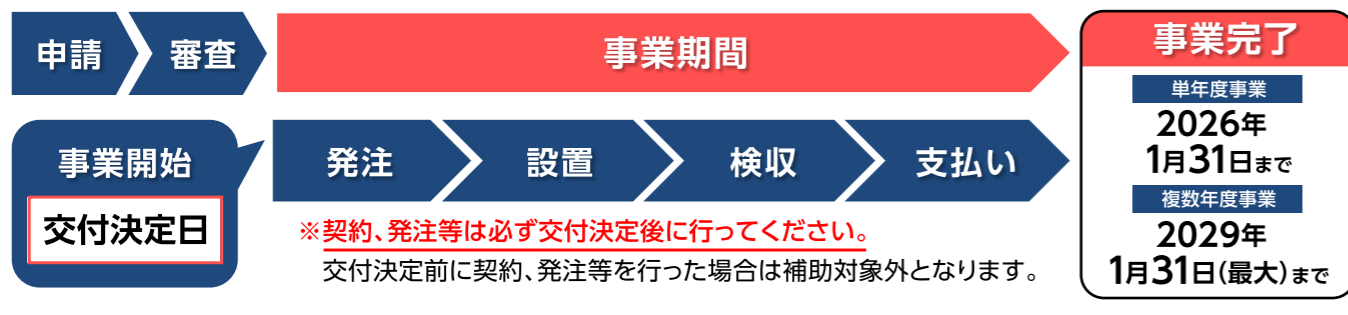 申請
審査
事業期間
事業開始
交付決定日
発注
設置
検収
支払い
※契約、発注等は必ず交付決定後に行ってください。
交付決定前に契約、発注等を行った場合は補助対象外となります。
事業完了
単年度事業
2026年
1月31日まで
複数年度事業
2029年
1月31日(最大)まで